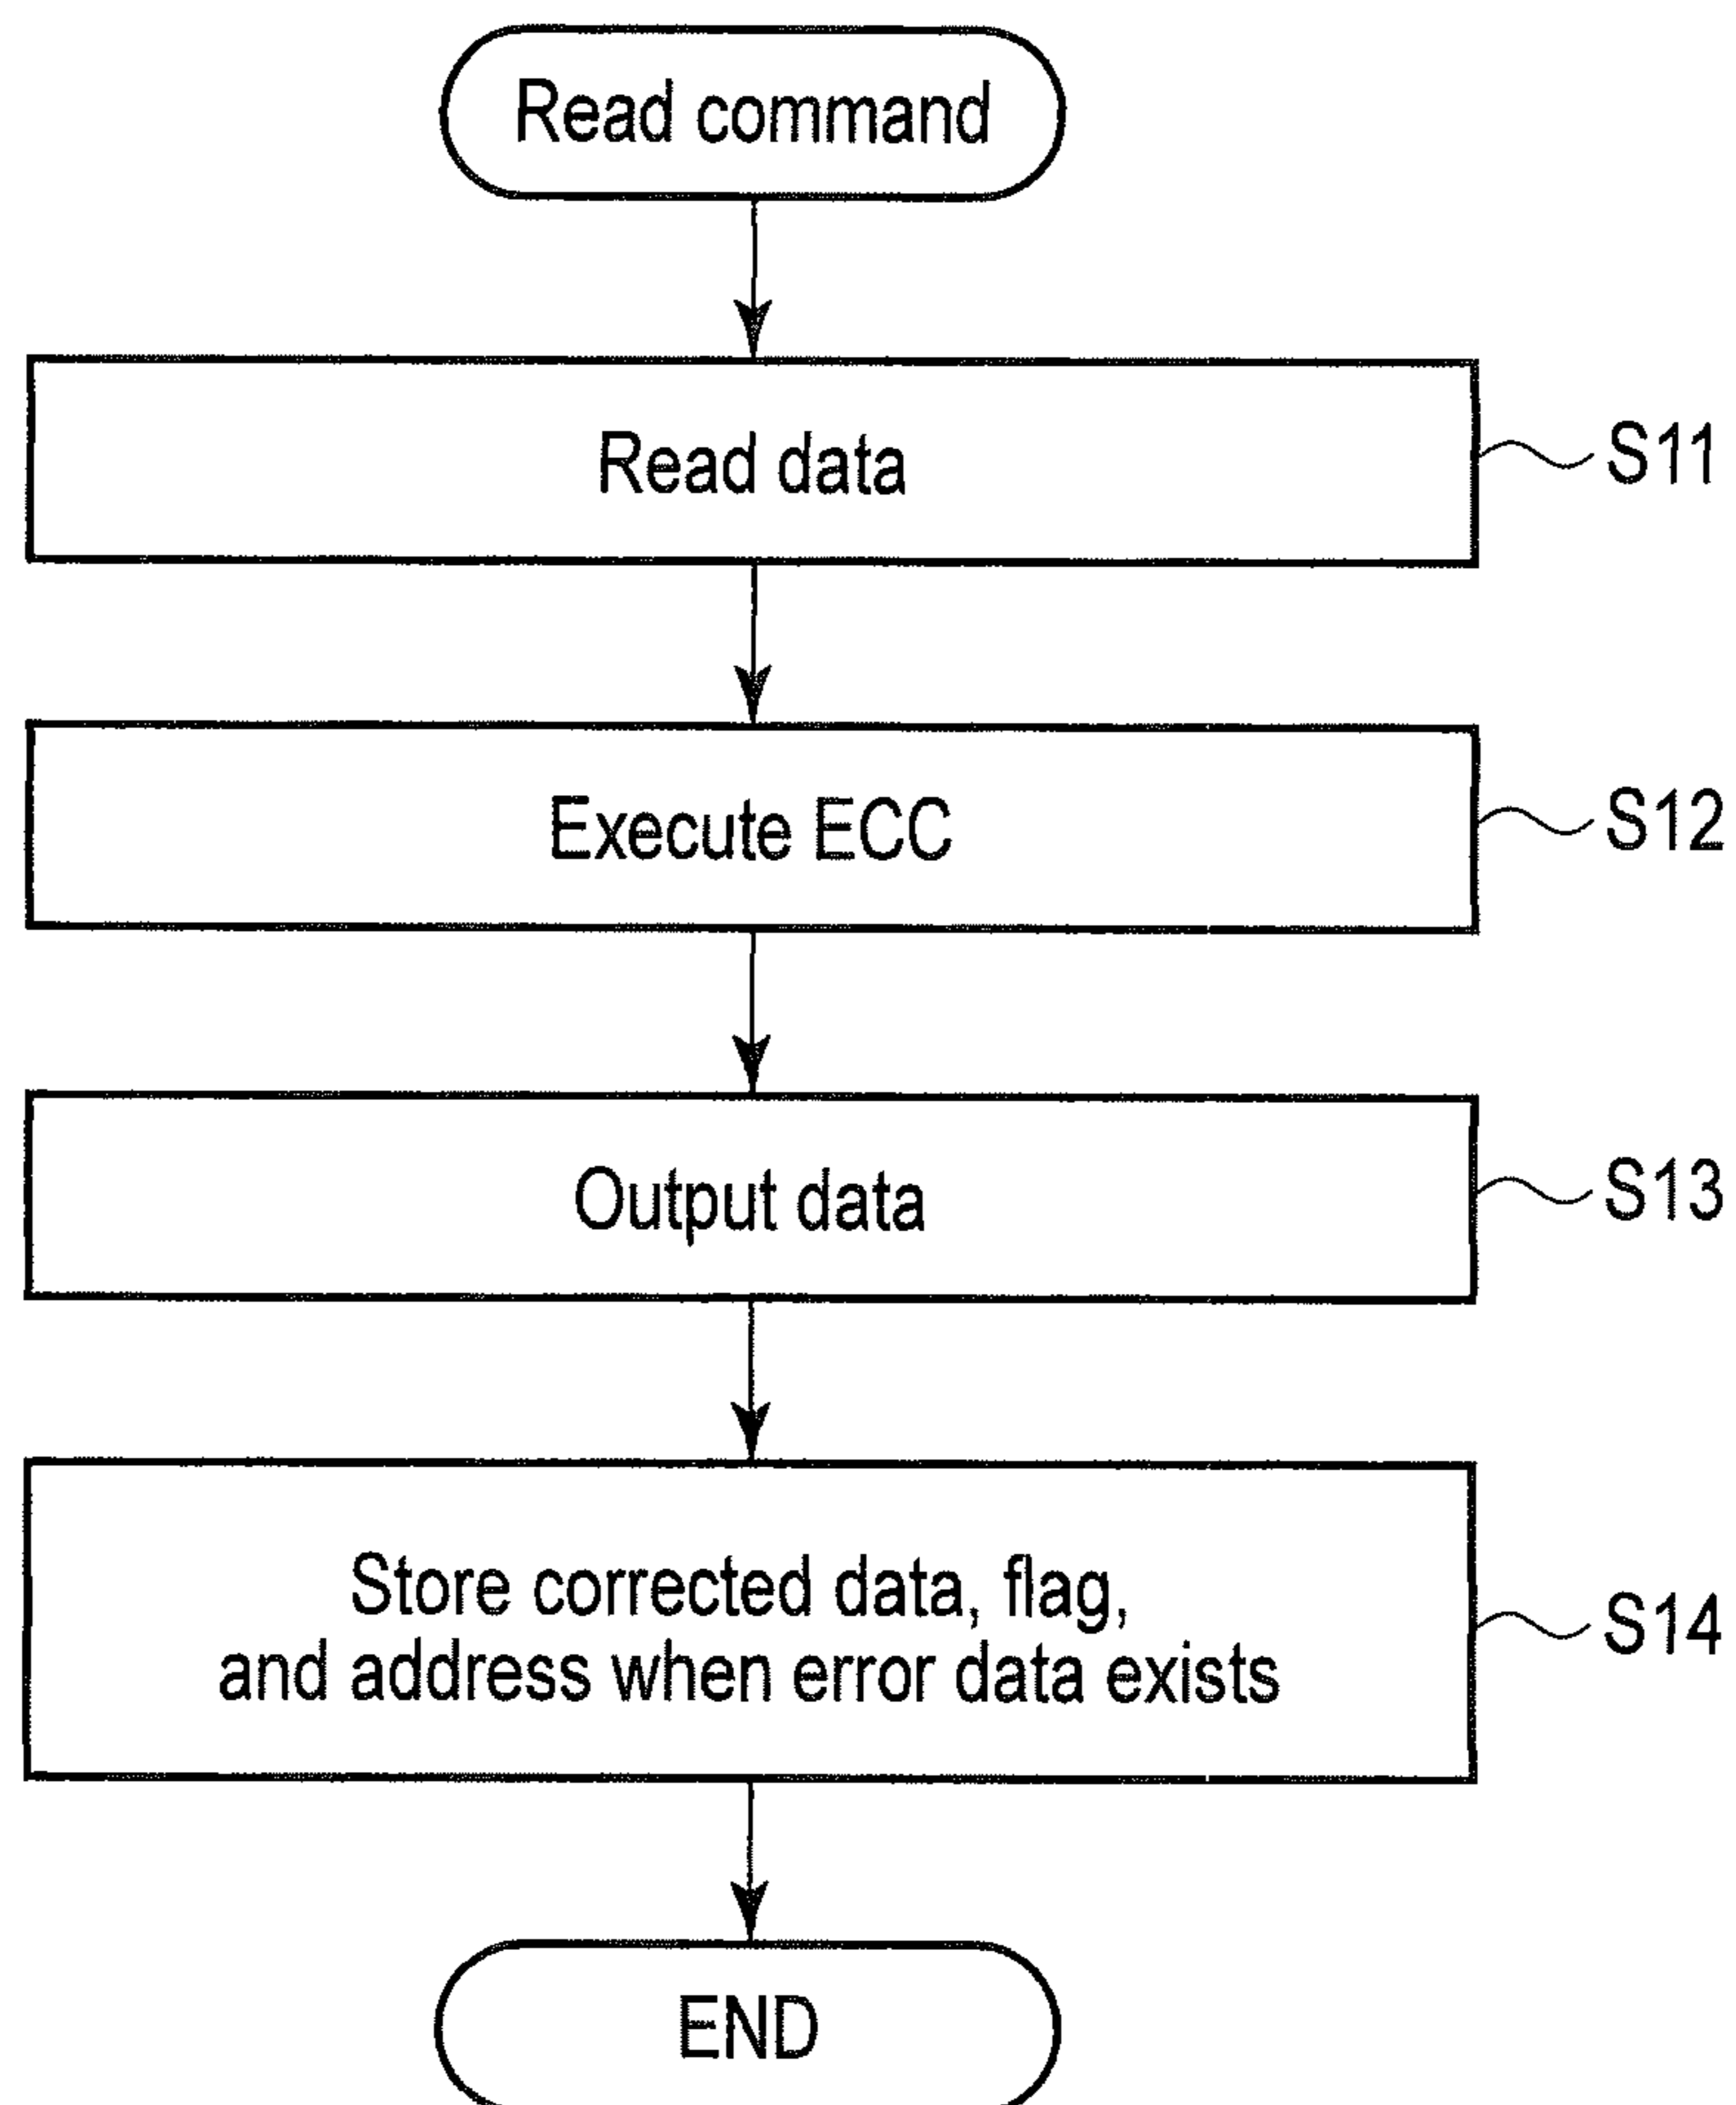 Read command
Read data
S11
Execute ECC
S12
Output data
S13
Store corrected data, flag,
and address when error data exists
S14
END